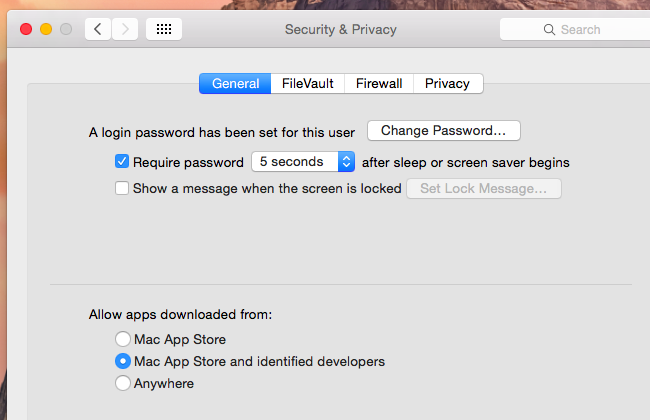 Security & Privacy
Search
General FileVault Firewall Privacy
A login password has been set for this user Change Password...
Require password 5 seconds after sleep or screen saver begins
Show a message when the screen is locked Set Lock Message...
Allow apps downloaded from:
Mac App Store
Mac App Store and identified developers
Anywhere